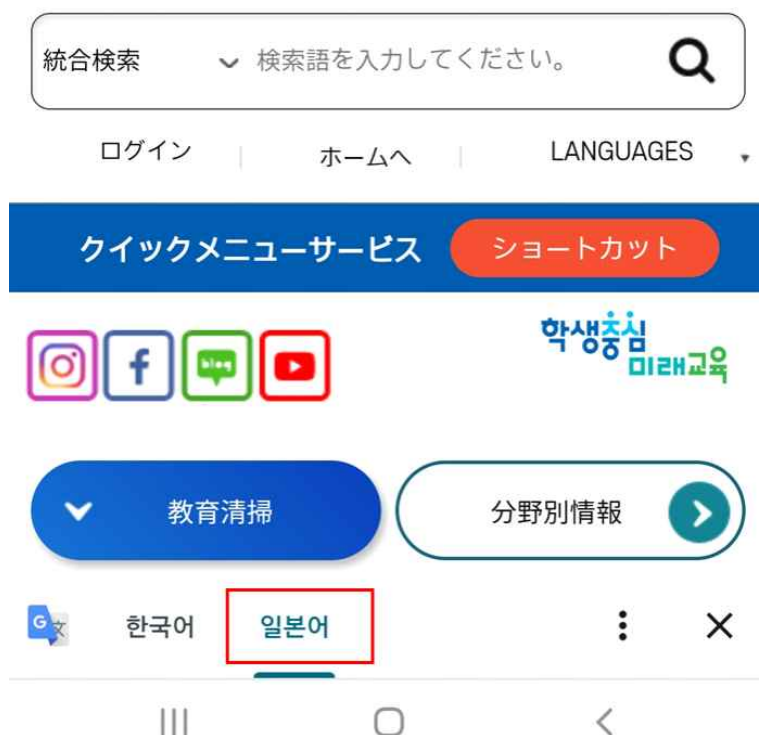 統合検索 検索語を入力してください。
ログイン ホームへ LANGUAGES
クイックメニューサービス ショートカット
blog
학생중심
미래교육
教育清掃 分野別情報
G 文 한국어 일본어